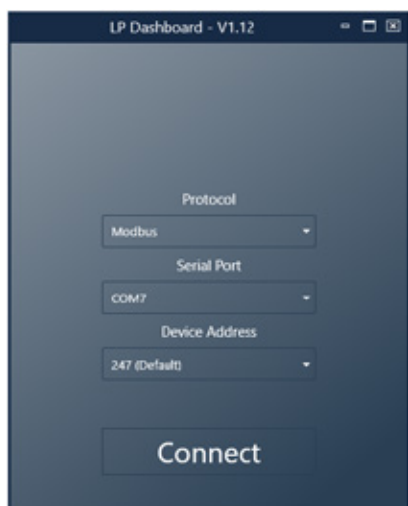 LP Dashboard - V1.12
Protocol
Modbus
Serial Port
COM7
Device Address
247 (Default)
Connect